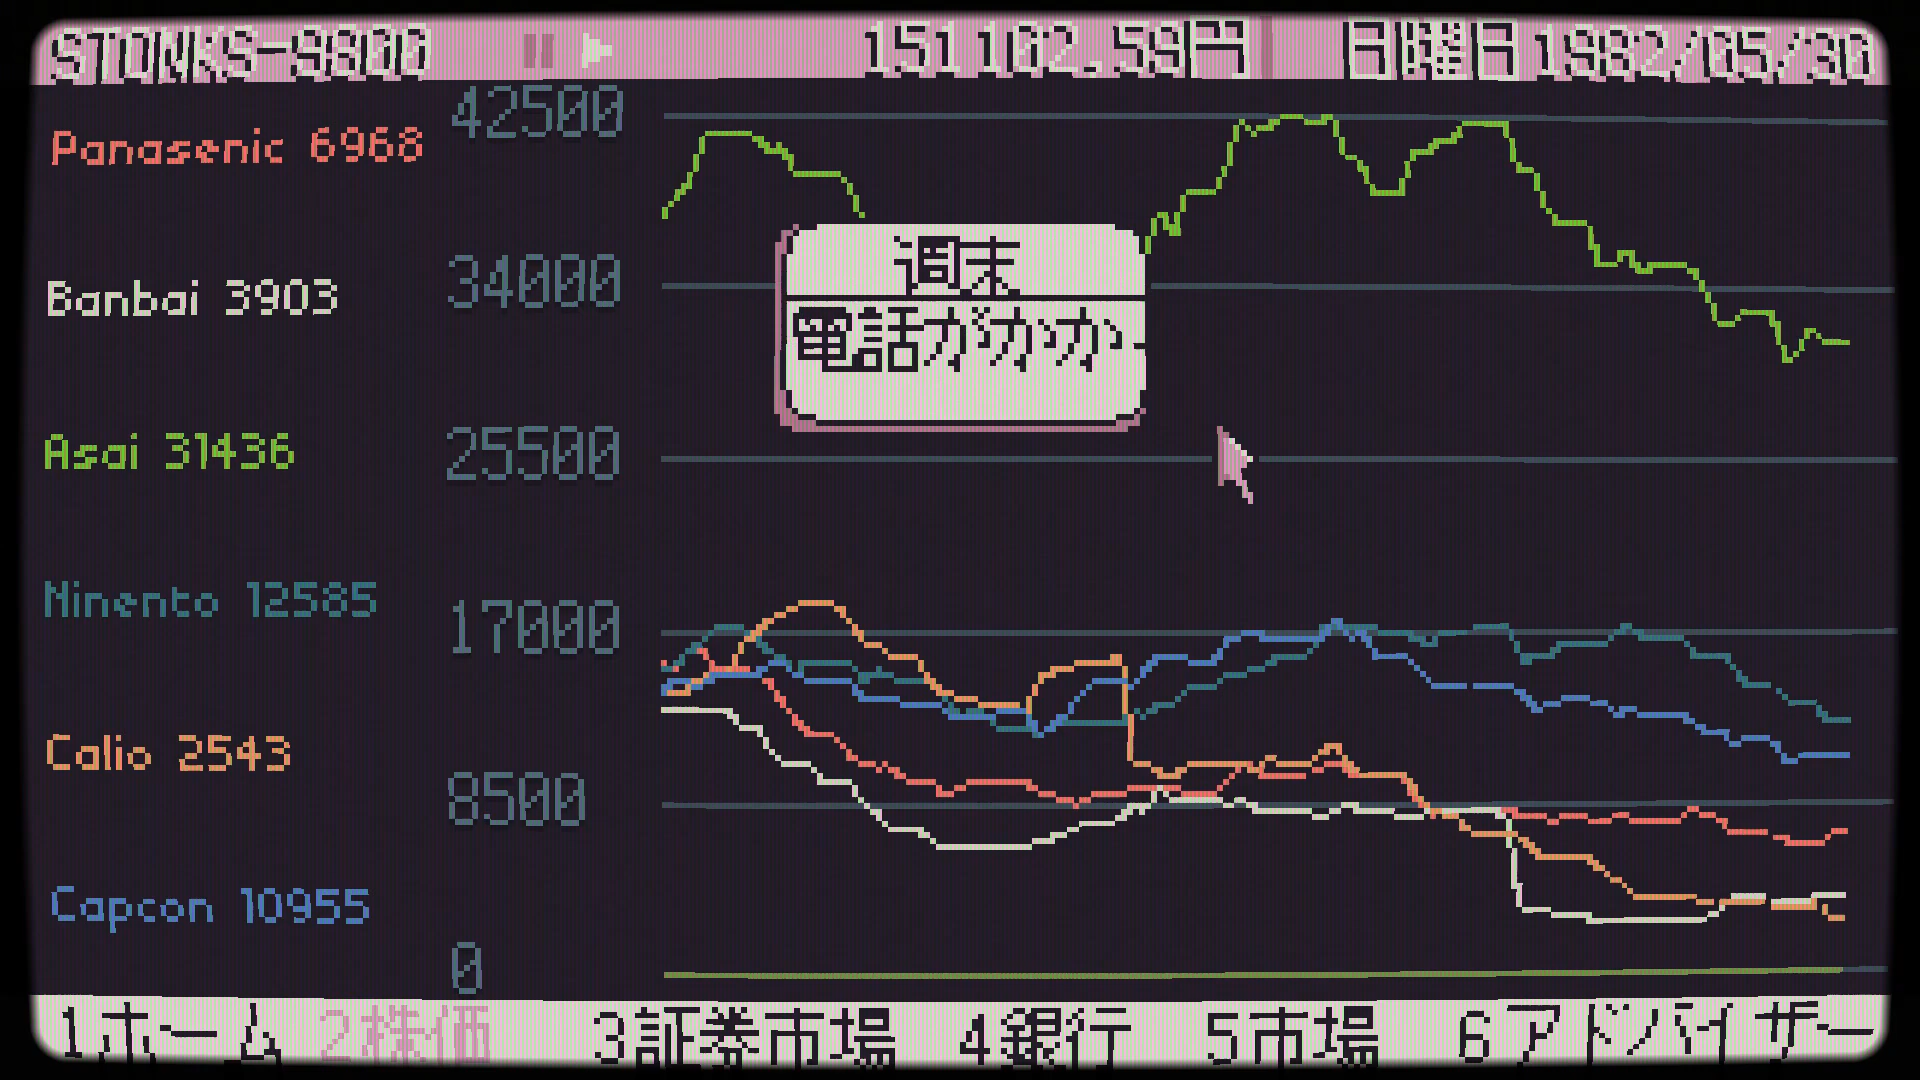 STONKS-9800
151102.59円
日曜日 1982/05/30
42500
Panasenic 6968
34000
Banbai 3903
週末
電話がかか
25500
Asai 31436
17000
Ninento 12585
8500
Calio 2543
Capcon 10955
0
1ホーム 2株価 3証券市場 4銀行 5市場 6アドバイザー